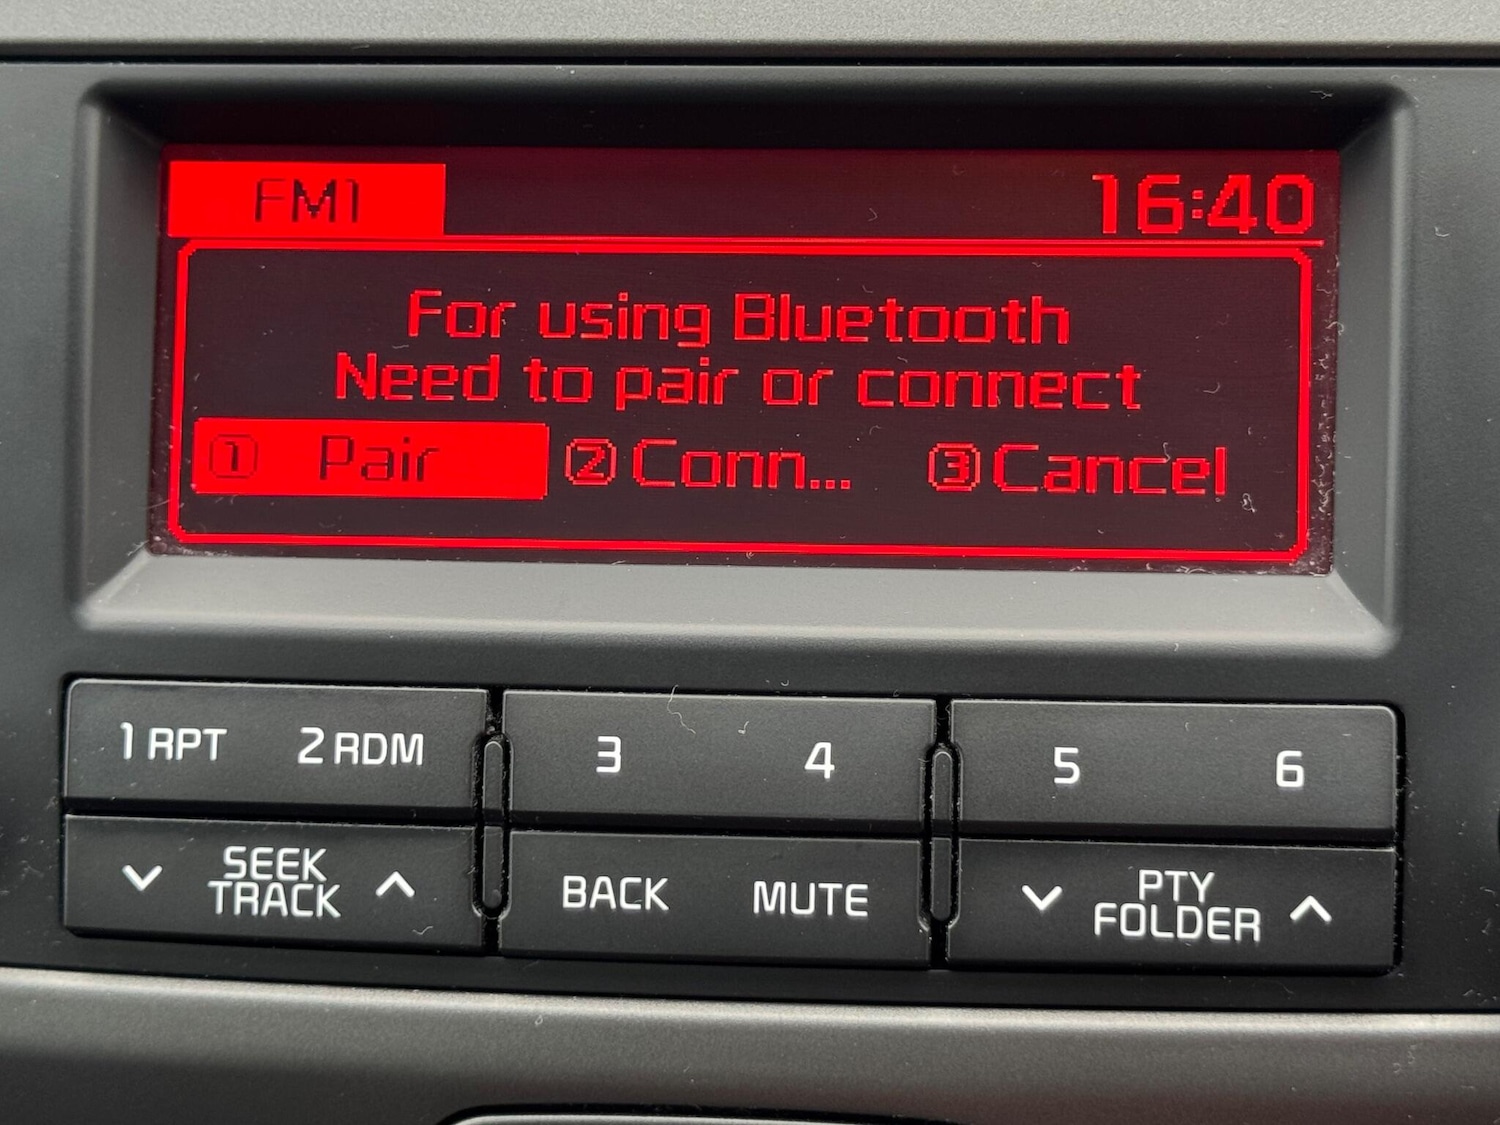 FM1 16:40
For using Bluetooth
Need to pair or connect
① Pair ② Conn... ③ Cancel
1 RPT 2 RDM 3 4 5 6
SEEK
TRACK
BACK MUTE
PTY
FOLDER